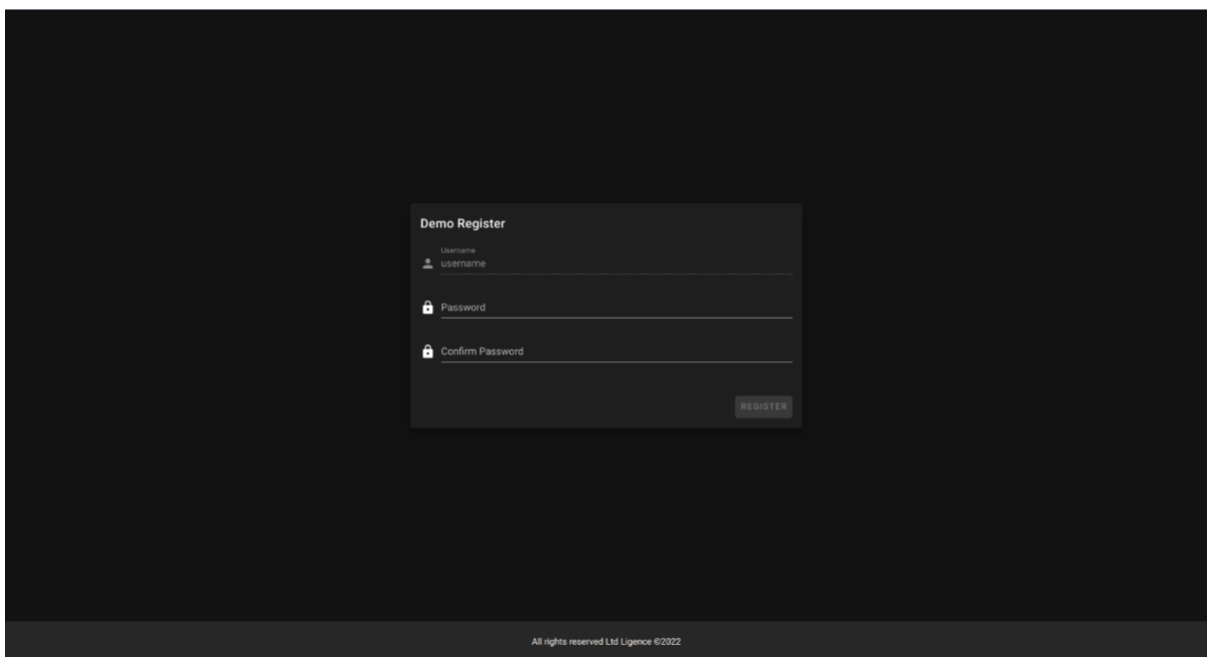 Demo Register
Username
username
Password
Confirm Password
REGISTER
All rights reserved Ltd Ligence ©2022